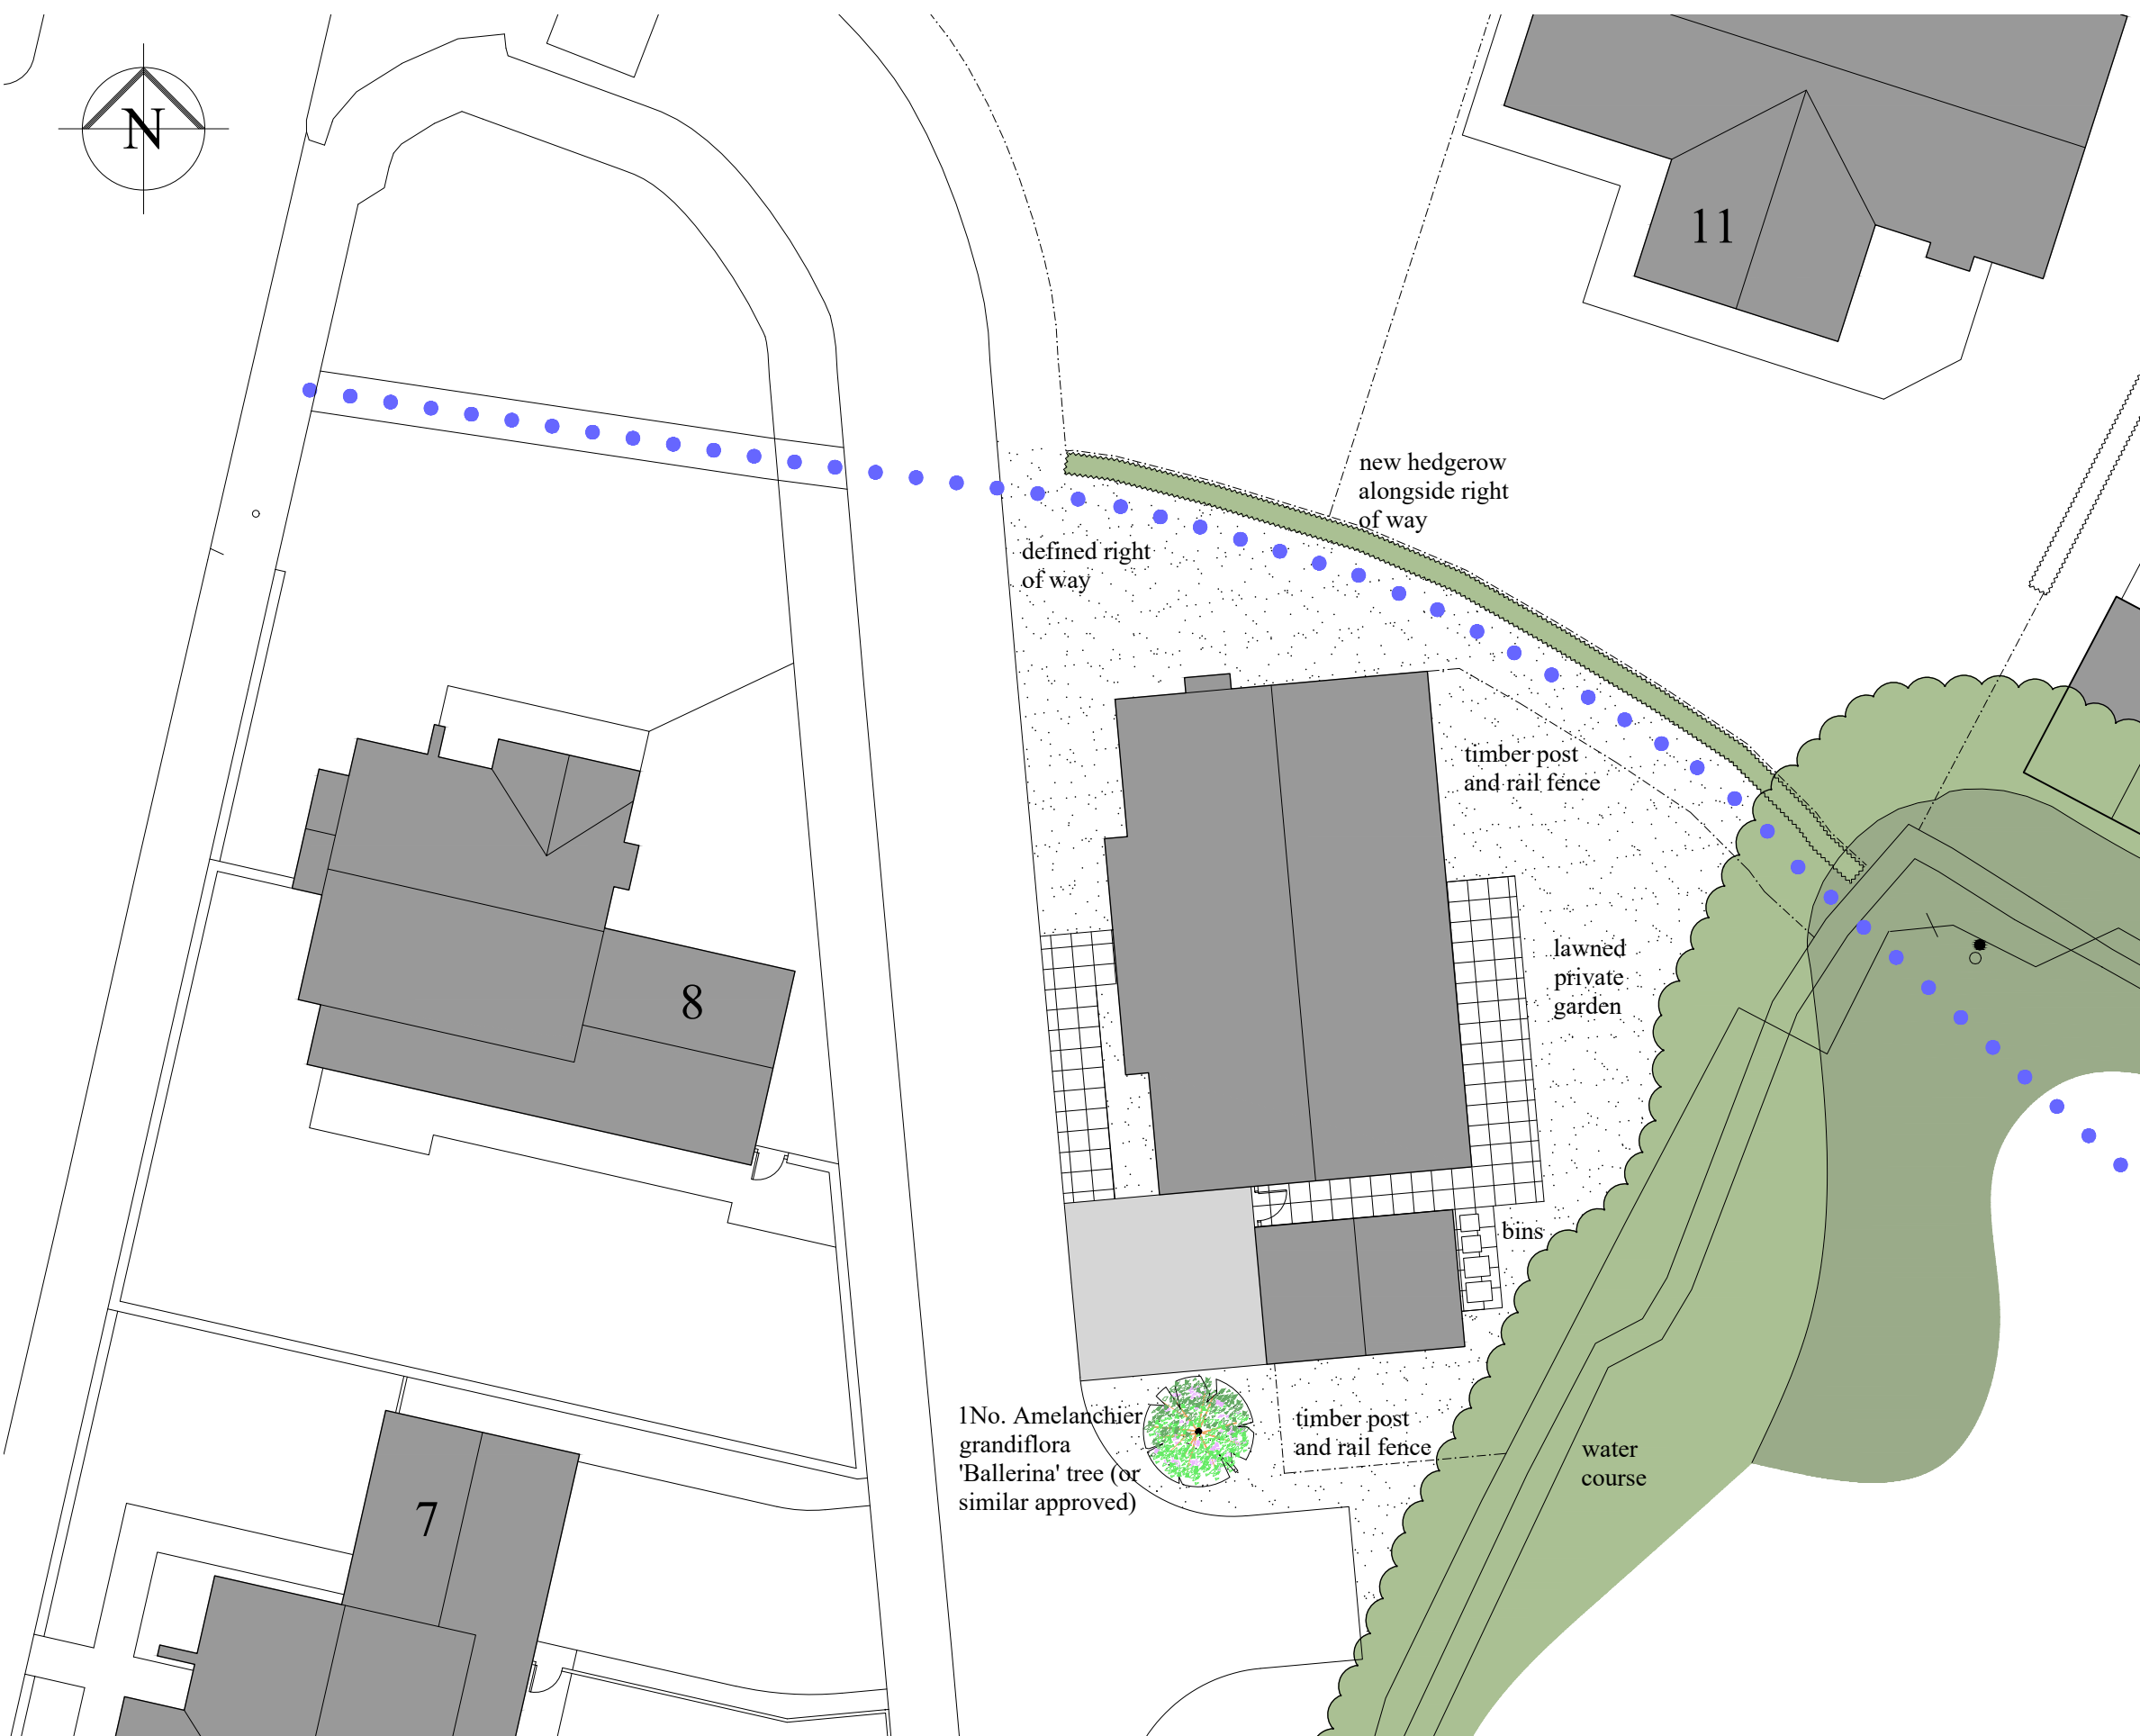 N
11
new hedgerow
alongside right
of way
defined right
of way
timber post
and rail fence
lawned
private
garden
8
bins
1No. Amelanchier
grandiflora
'Ballerina' tree (or
similar approved)
timber post
and rail fence
water
course
7